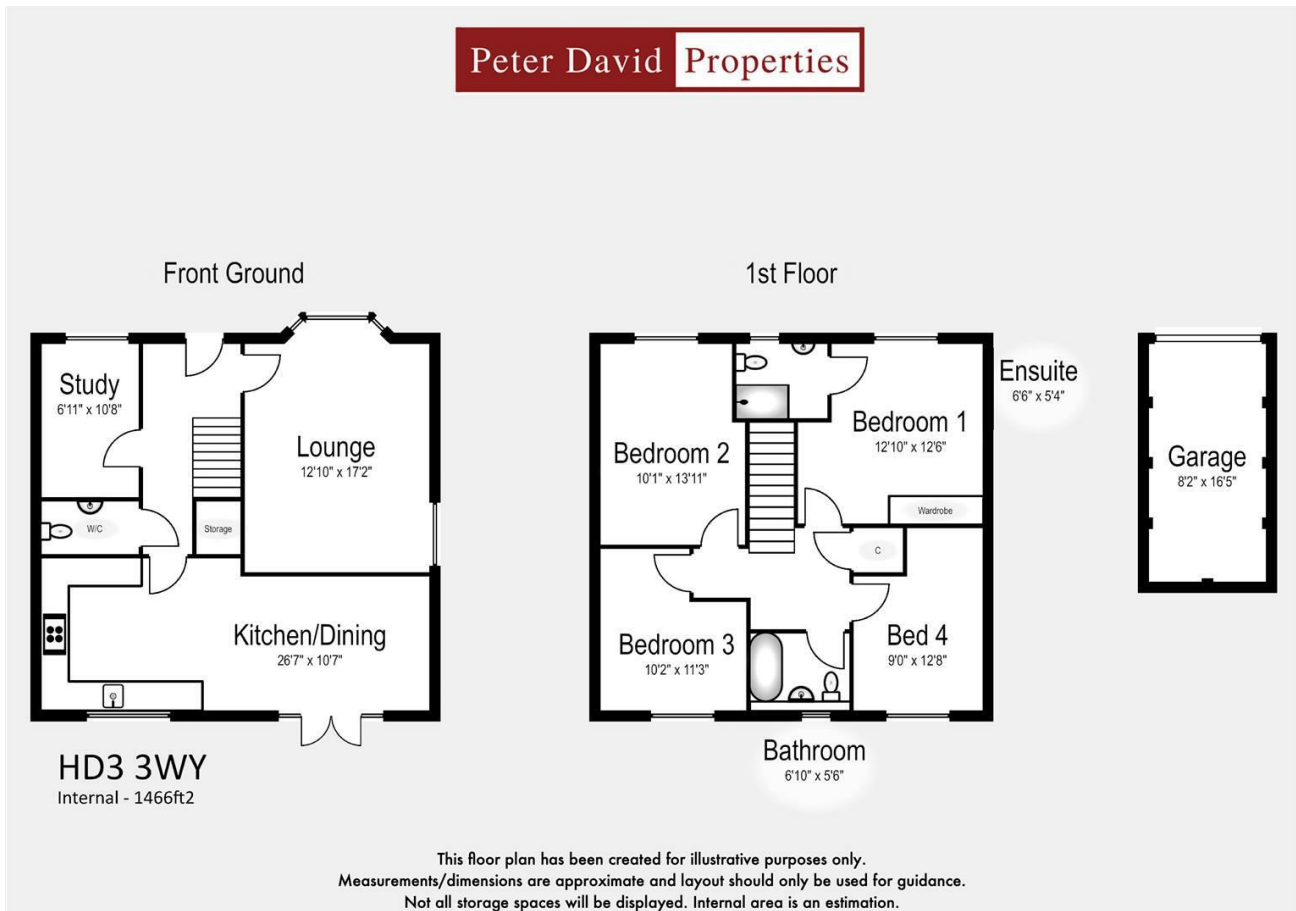 Peter David Properties
Front Ground
1st Floor
Study
6'11" x 10'8"
Lounge
12'10" x 17'2"
W/C
Storage
Kitchen/Dining
26'7" x 10'7"
Bedroom 2
10'1" x 13'11"
Bedroom 1
12'10" x 12'6"
Wardrobe
C
Bedroom 3
10'2" x 11'3"
Bed 4
9'0" x 12'8"
Ensuite
6'6" x 5'4"
Bathroom
6'10" x 5'6"
Garage
8'2" x 16'5"
HD3 3WY
Internal - 1466ft2
This floor plan has been created for illustrative purposes only.
Measurements/dimensions are approximate and layout should only be used for guidance.
Not all storage spaces will be displayed. Internal area is an estimation.